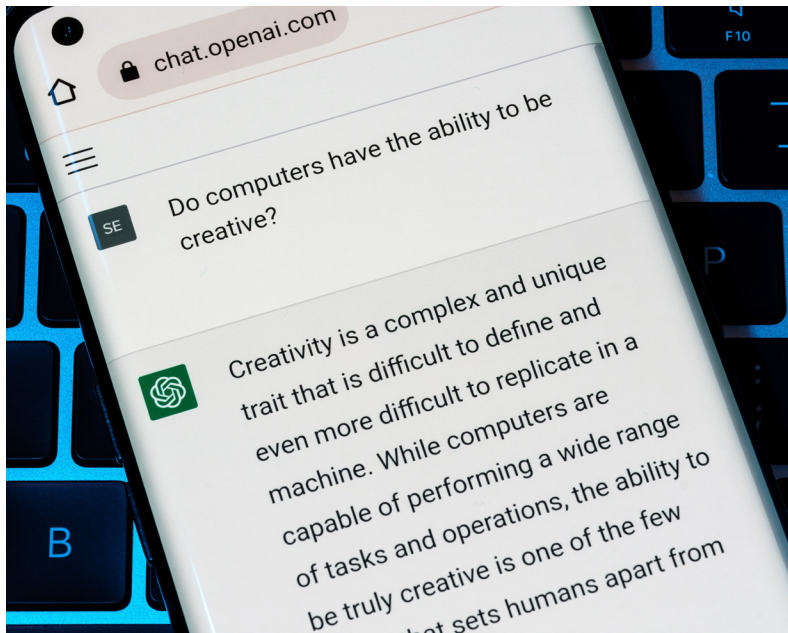 chat.openai.com
F10
Do computers have the ability to be
creative?
SE
P
Creativity is a complex and unique
trait that is difficult to define and
even more difficult to replicate in a
machine. While computers are
capable of performing a wide range
of tasks and operations, the ability to
be truly creative is one of the few
sets humans apart from
B